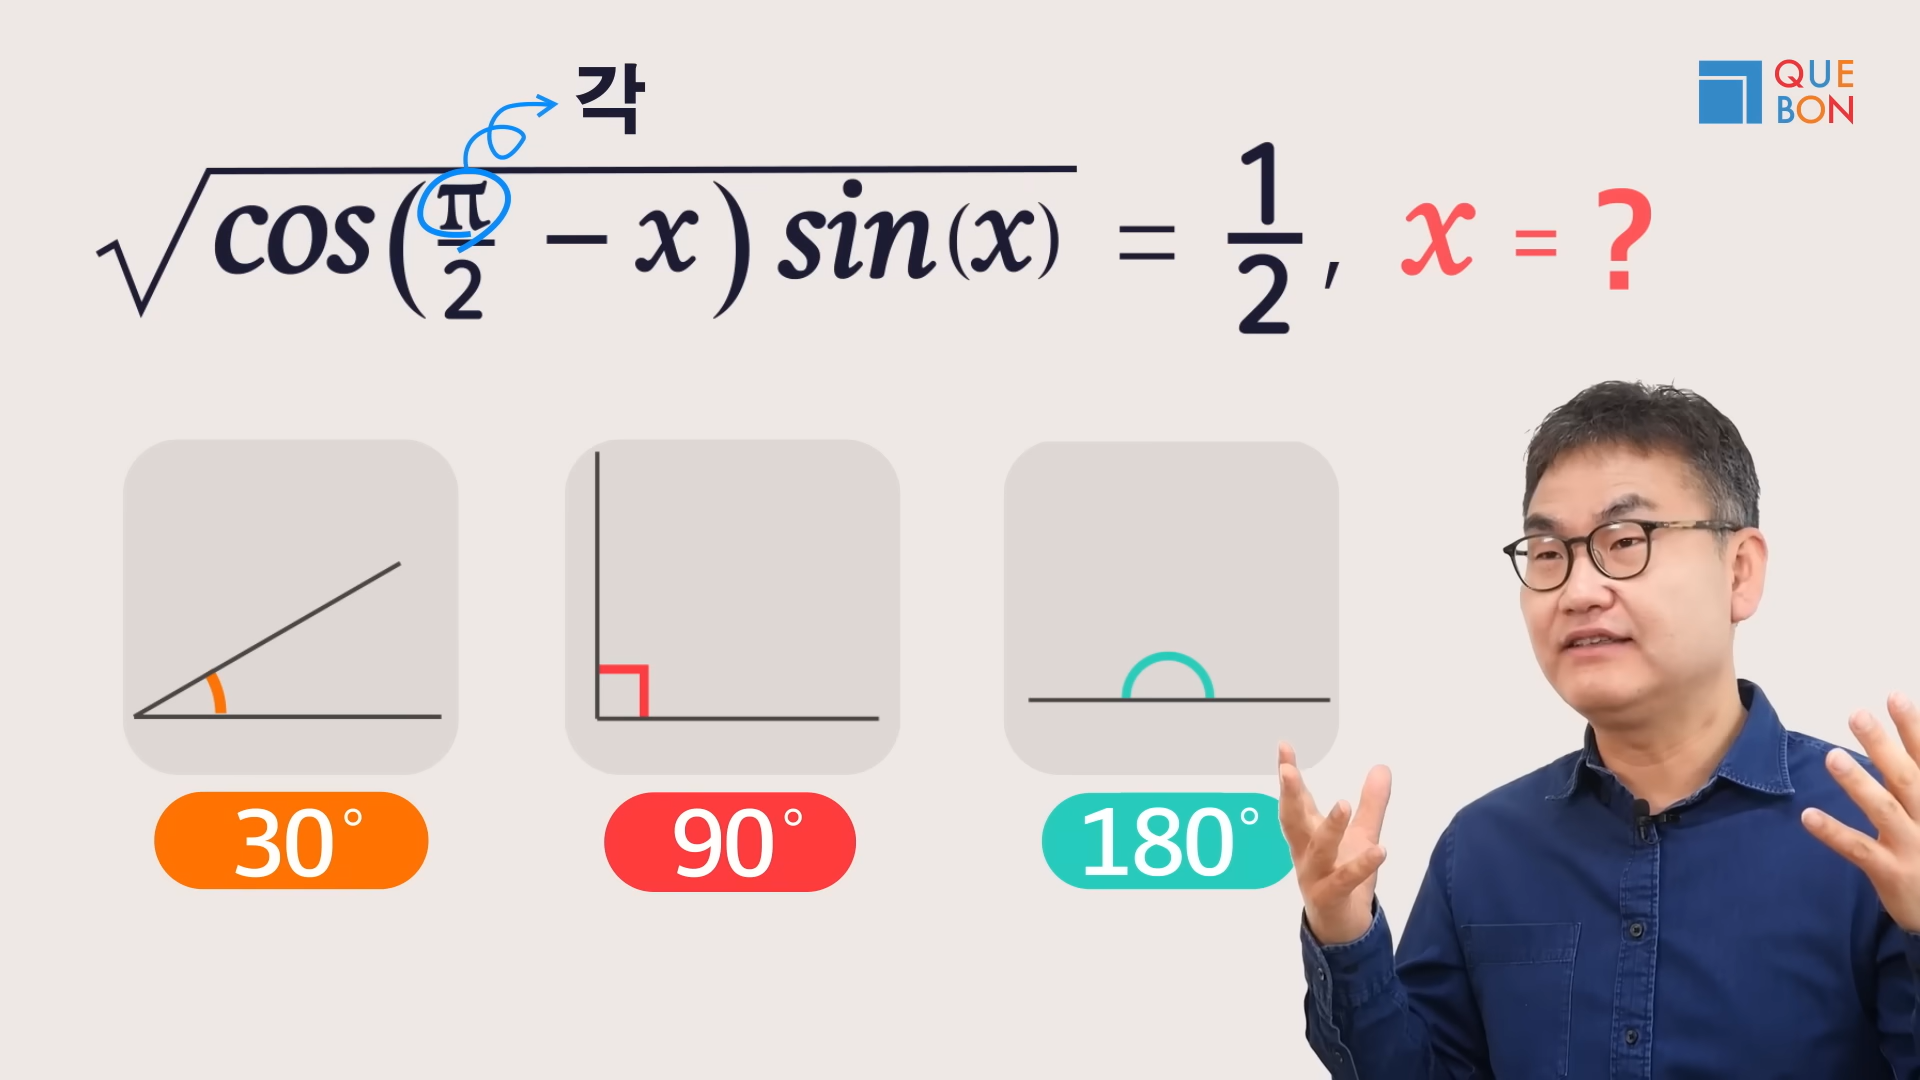 각
QUE
BON
√cos(π/2 − x) sin(x) = 1/2, x = ?
30° 90° 180°